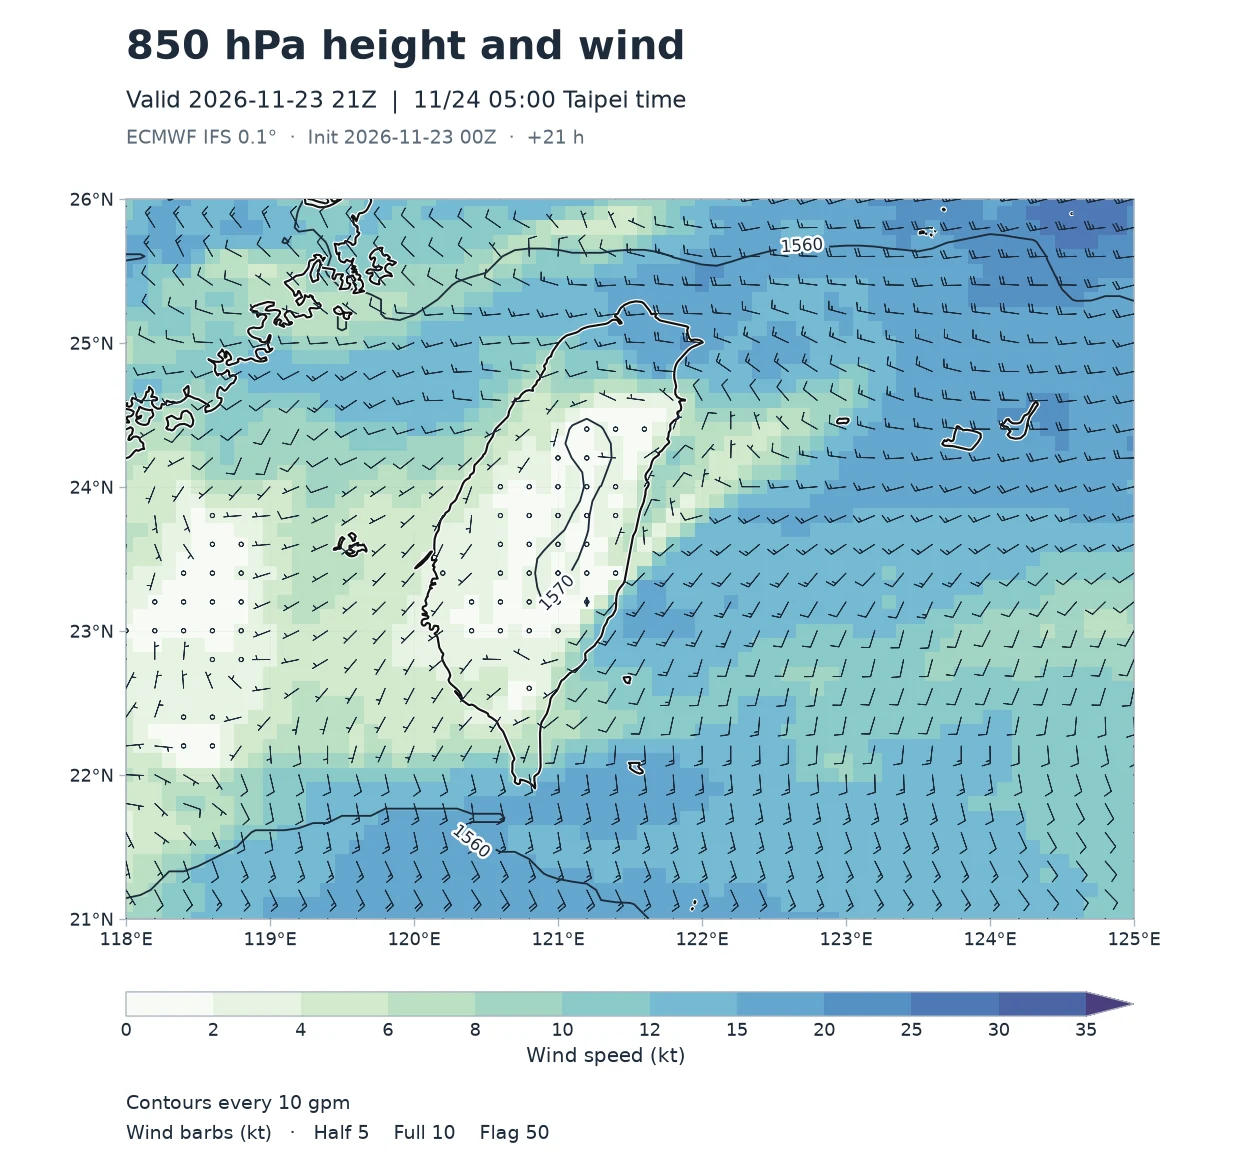 850 hPa height and wind
Valid 2026-11-23 21Z | 11/24 05:00 Taipei time
ECMWF IFS 0.1° · Init 2026-11-23 00Z · +21 h
26°N
25°N
24°N
23°N
22°N
21°N
1560
1570
1560
118°E 119°E 120°E 121°E 122°E 123°E 124°E 125°E
0 2 4 6 8 10 12 15 20 25 30 35
Wind speed (kt)
Contours every 10 gpm
Wind barbs (kt) · Half 5 Full 10 Flag 50